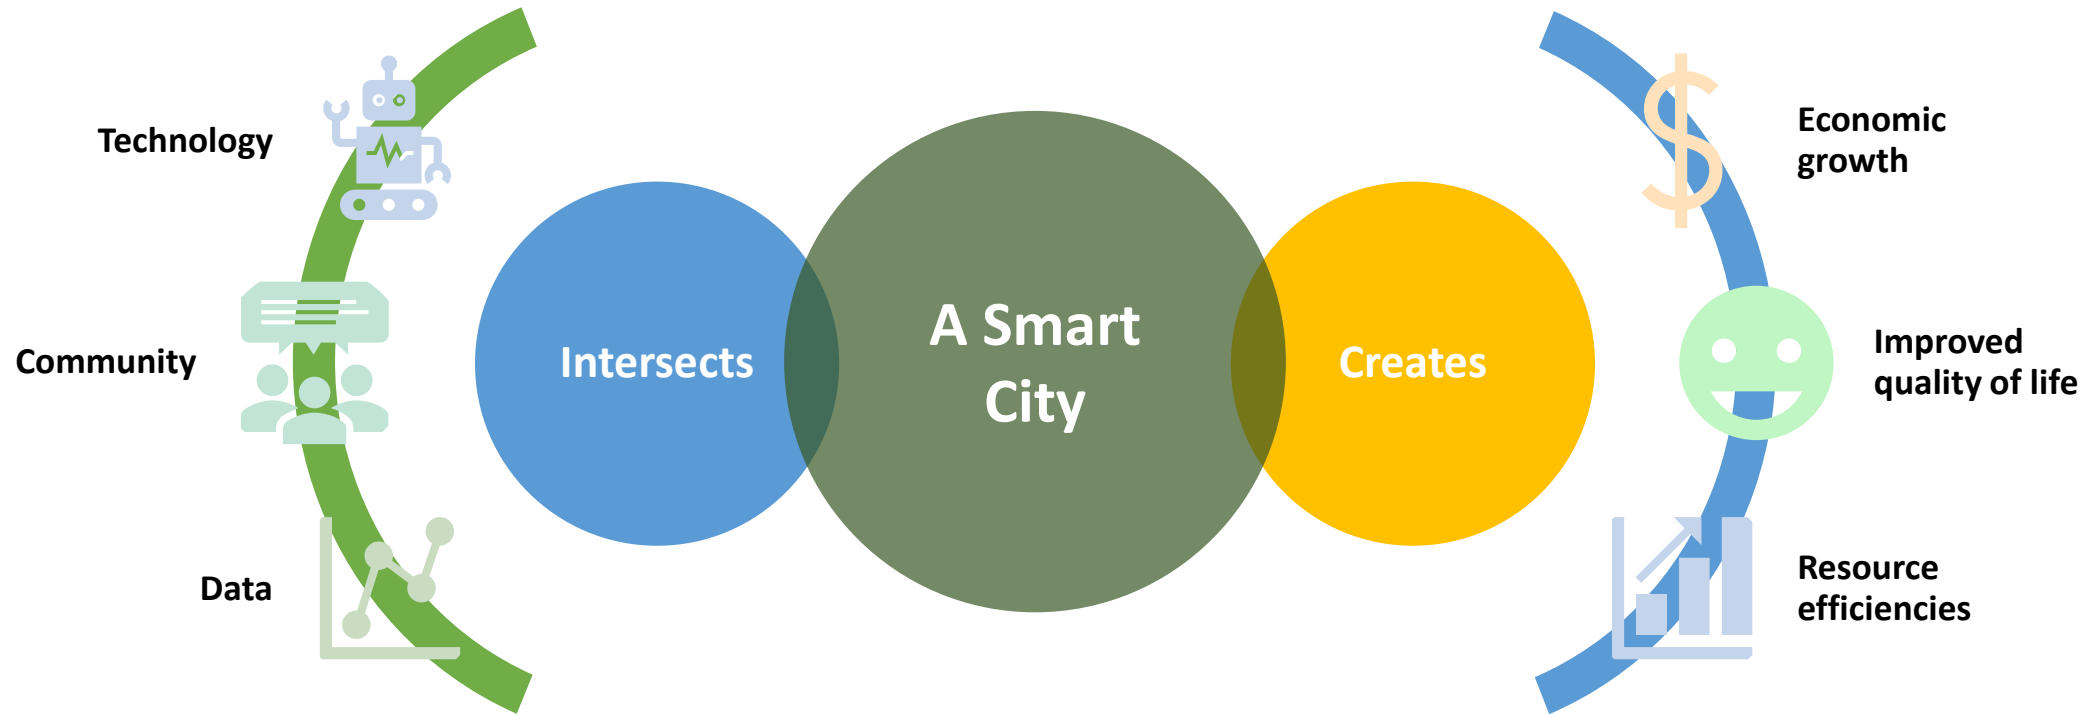 Technology
Community
Data
Intersects
A Smart
City
Creates
Economic
growth
Improved
quality of life
Resource
efficiencies